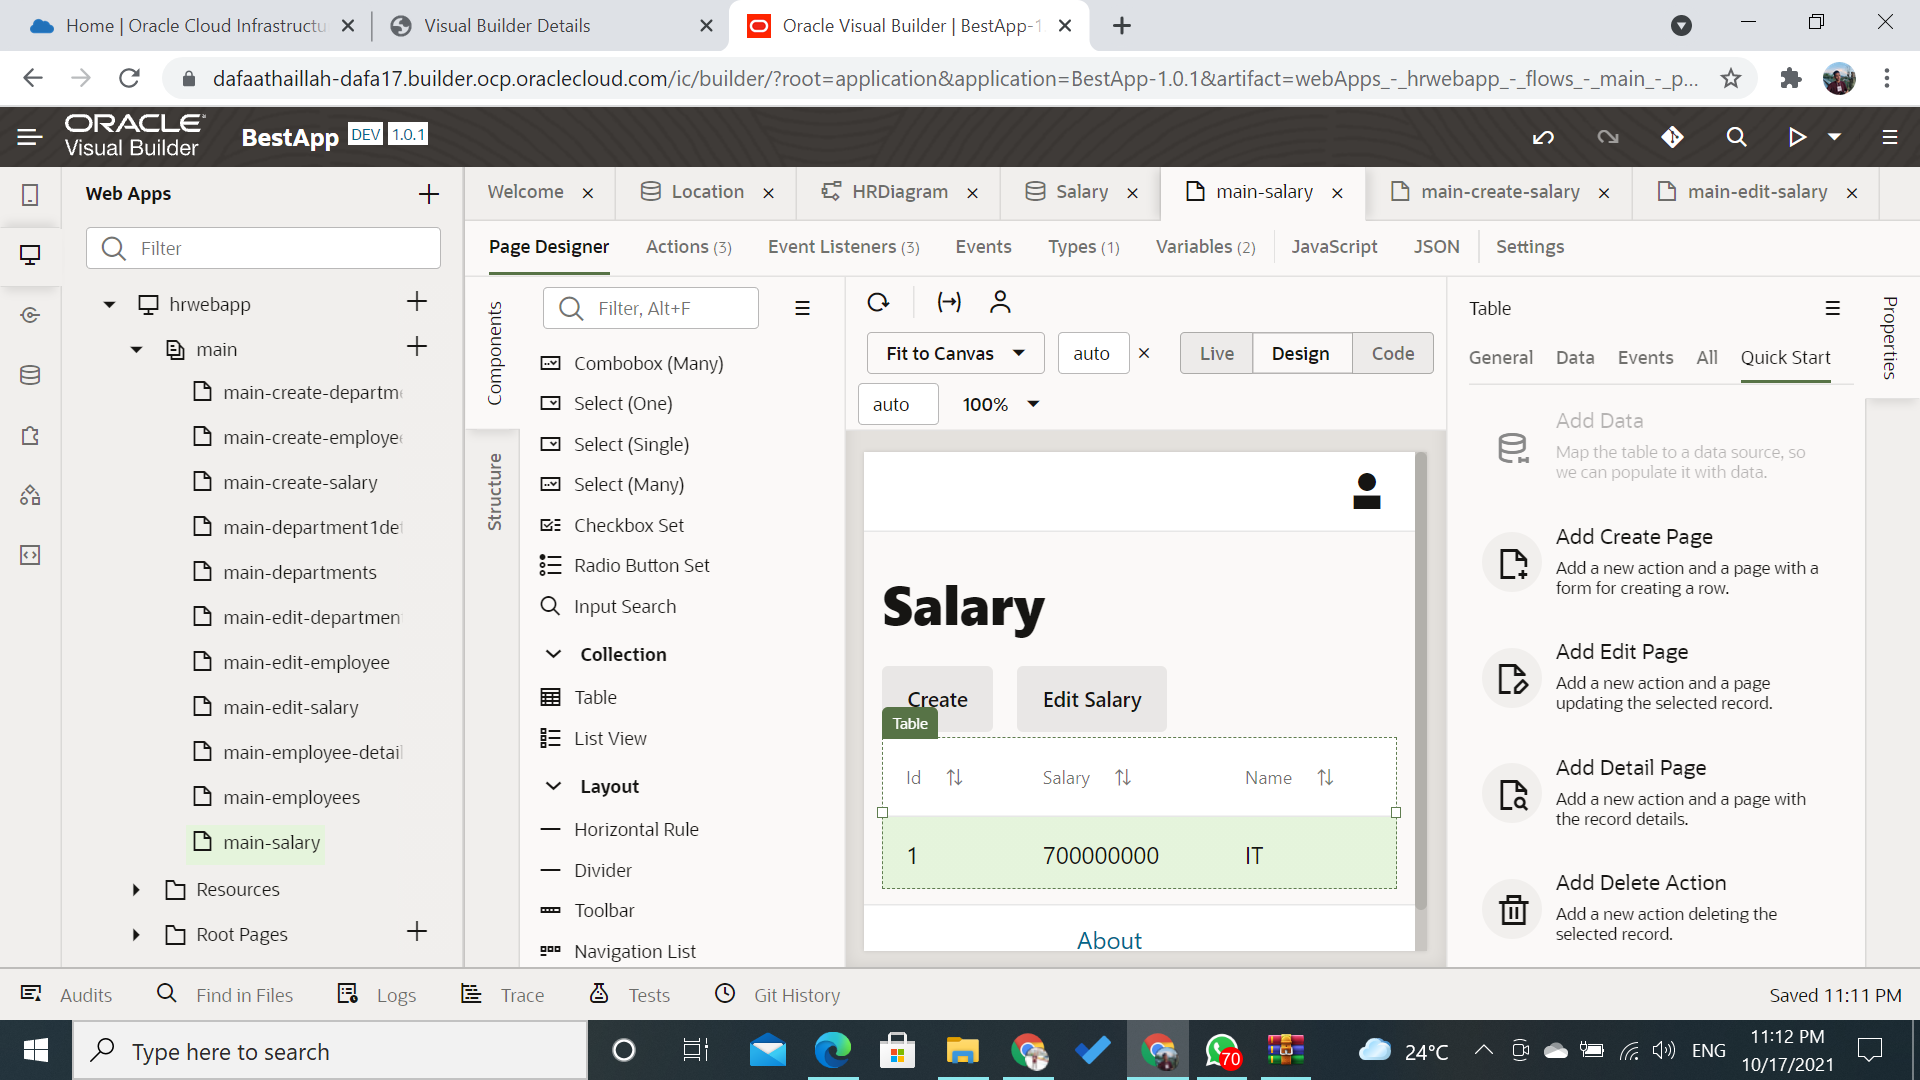 Home | Oracle Cloud Infrastructu
Visual Builder Details
Oracle Visual Builder | BestApp-1
dafaathaillah-dafa17.builder.ocp.oraclecloud.com/ic/builder/?root=application&application=BestApp-1.0.1&artifact=webApps_-_hrwebapp_-_flows_-_main_-_p...
ORACLE
Visual Builder
BestApp DEV 1.0.1
Web Apps
Filter
hrwebapp
main
main-create-departme
main-create-employee
main-create-salary
main-department1det
main-departments
main-edit-department
main-edit-employee
main-edit-salary
main-employee-detail
main-employees
main-salary
Resources
Root Pages
Welcome
Location
HRDiagram
Salary
main-salary
main-create-salary
main-edit-salary
Page Designer
Actions (3)
Event Listeners (3)
Events
Types (1)
Variables (2)
JavaScript
JSON
Settings
Components
Structure
Filter, Alt+F
Combobox (Many)
Select (One)
Select (Single)
Select (Many)
Checkbox Set
Radio Button Set
Input Search
Collection
Table
List View
Layout
Horizontal Rule
Divider
Toolbar
Navigation List
Fit to Canvas
auto
Live
Design
Code
auto
100%
Salary
Create
Edit Salary
Table
Id
Salary
Name
1
700000000
IT
About
Table
Properties
General
Data
Events
All
Quick Start
Add Data
Map the table to a data source, so
we can populate it with data.
Add Create Page
Add a new action and a page with a
form for creating a row.
Add Edit Page
Add a new action and a page
updating the selected record.
Add Detail Page
Add a new action and a page with
the record details.
Add Delete Action
Add a new action deleting the
selected record.
Audits
Find in Files
Logs
Trace
Tests
Git History
Saved 11:11 PM
Type here to search
70
24°C
ENG
11:12 PM
10/17/2021